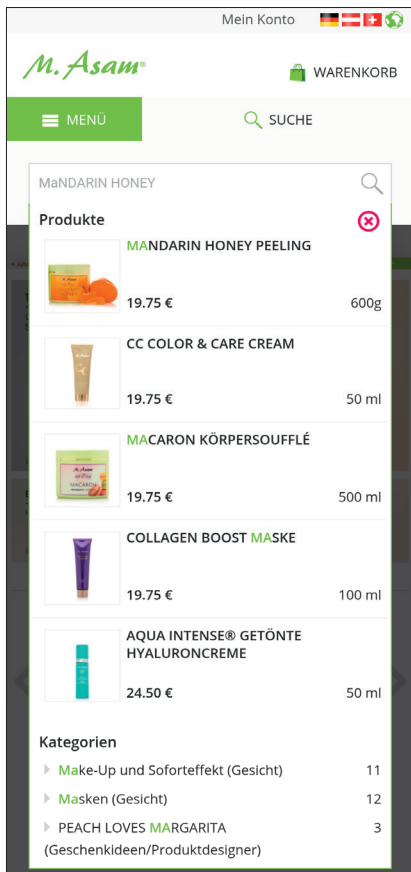 Mein Konto
M. Asam®
WARENKORB
MENÜ
SUCHE
MaNDARIN HONEY
Produkte
MANDARIN HONEY PEELING
19.75 € 600g
CC COLOR & CARE CREAM
19.75 € 50 ml
MACARON KÖRPERSOUFFLÉ
M. Asam
MACARON
19.75 € 500 ml
COLLAGEN BOOST MASKE
19.75 € 100 ml
AQUA INTENSE® GETÖNTE
HYALURONCREME
24.50 € 50 ml
Kategorien
Make-Up und Soforteffekt (Gesicht) 11
Masken (Gesicht) 12
PEACH LOVES MARGARITA 3
(Geschenkideen/Produktdesigner)